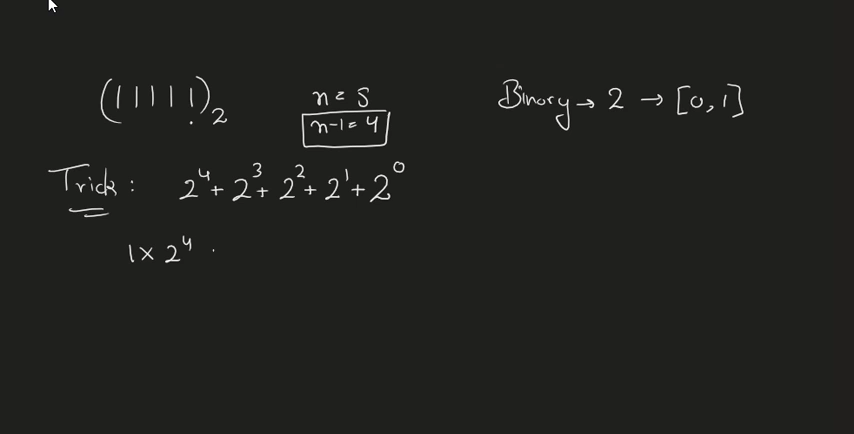 (11111)₂
n = 5
n-1 = 4
Binary → 2 → [0,1]
Trick : 2⁴ + 2³ + 2² + 2¹ + 2⁰
1 × 2⁴